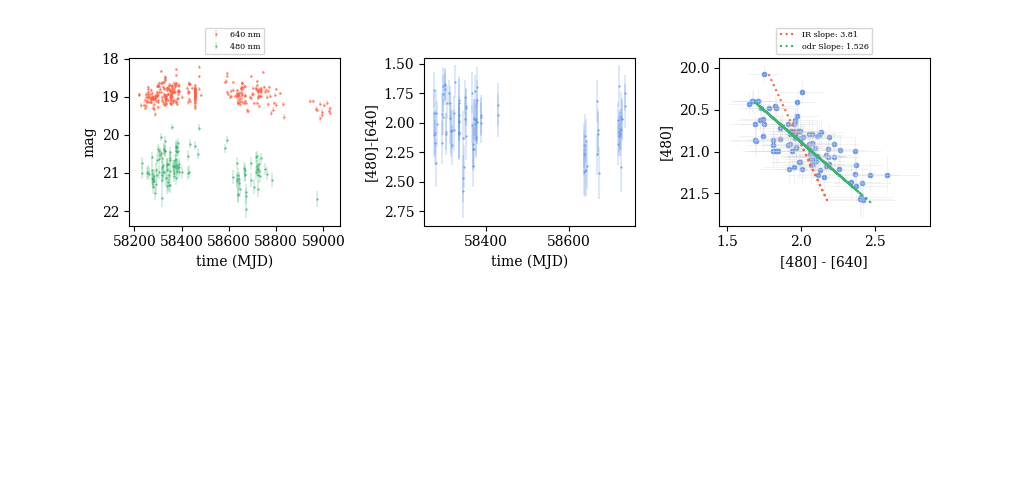 640 nm
480 nm
18
19
20
21
22
mag
58200 58400 58600 58800 59000
time (MJD)
1.50
1.75
2.00
2.25
2.50
2.75
[480]-[640]
58400 58600
time (MJD)
IR slope: 3.81
odr Slope: 1.526
20.0
20.5
21.0
21.5
[480]
1.5 2.0 2.5
[480] - [640]